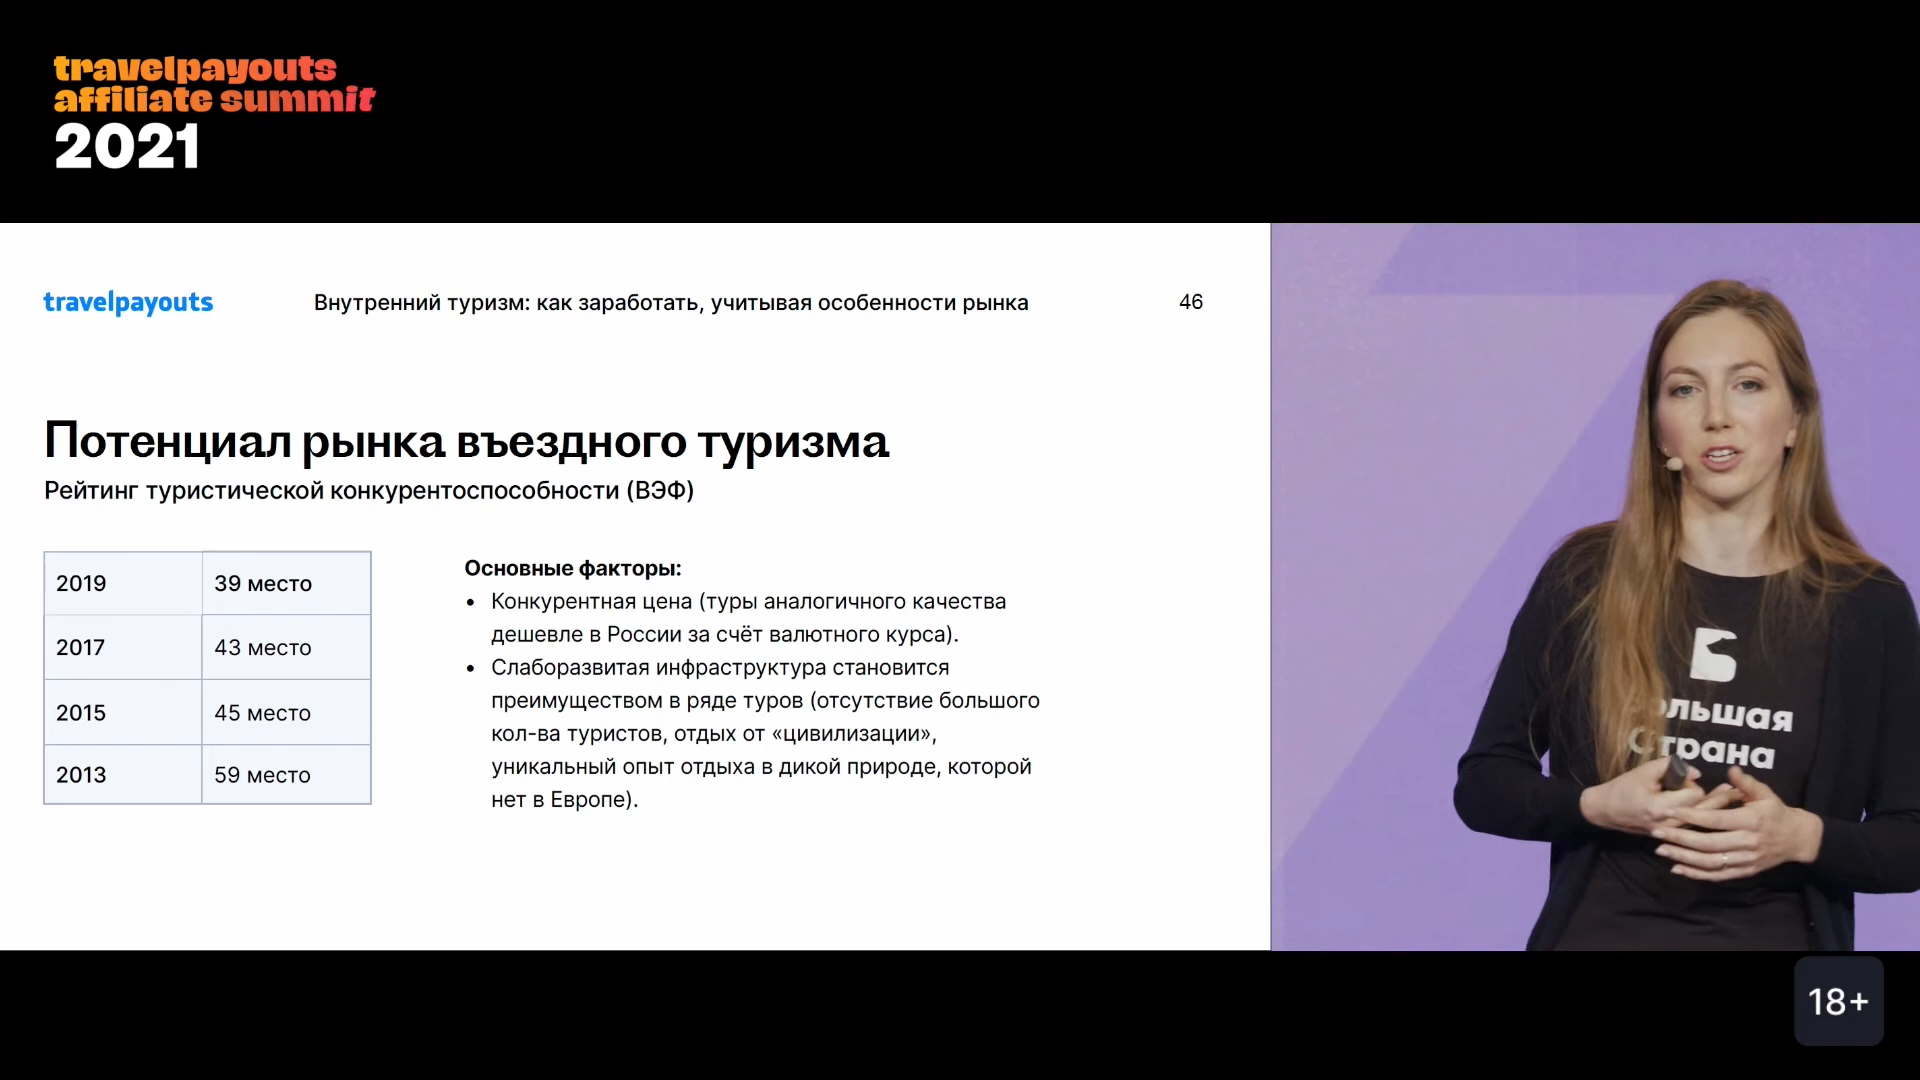 travelpayouts
affiliate summit
2021
travelpayouts
Внутренний туризм: как заработать, учитывая особенности рынка
46
Потенциал рынка въездного туризма
Рейтинг туристической конкурентоспособности (ВЭФ)
2019 39 место
2017 43 место
2015 45 место
2013 59 место
Основные факторы:
• Конкурентная цена (туры аналогичного качества
дешевле в России за счёт валютного курса).
• Слаборазвитая инфраструктура становится
преимуществом в ряде туров (отсутствие большого
кол-ва туристов, отдых от «цивилизации»,
уникальный опыт отдыха в дикой природе, которой
нет в Европе).
Большая
Страна
18+